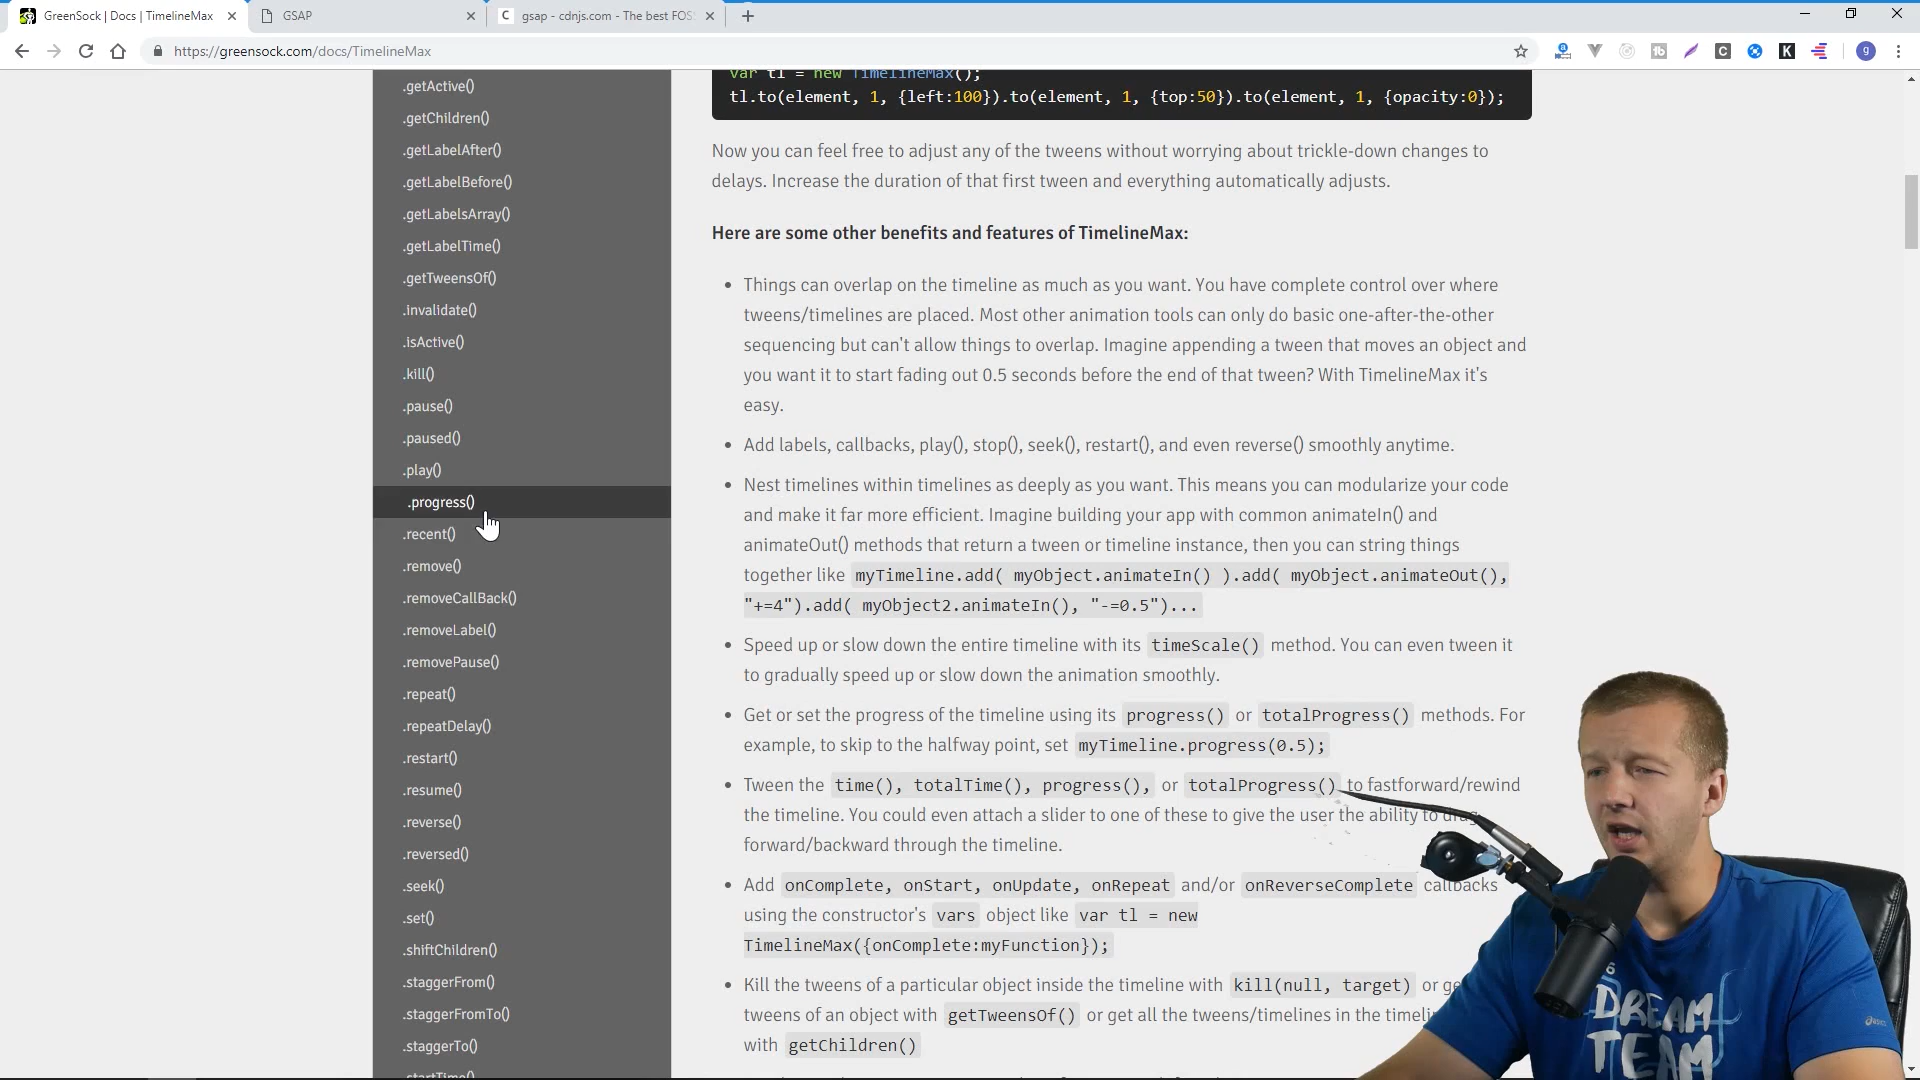 GreenSock | Docs | TimelineMax
GSAP
gsap - cdnjs.com - The best FOS
https://greensock.com/docs/TimelineMax
.getActive()
.getChildren()
.getLabelAfter()
.getLabelBefore()
.getLabelsArray()
.getLabelTime()
.getTweensOf()
.invalidate()
.isActive()
.kill()
.pause()
.paused()
.play()
.progress()
.recent()
.remove()
.removeCallBack()
.removeLabel()
.removePause()
.repeat()
.repeatDelay()
.restart()
.resume()
.reverse()
.reversed()
.seek()
.set()
.shiftChildren()
.staggerFrom()
.staggerFromTo()
.staggerTo()
.startTime()
var tl = new TimelineMax();
tl.to(element, 1, {left:100}).to(element, 1, {top:50}).to(element, 1, {opacity:0});
Now you can feel free to adjust any of the tweens without worrying about trickle-down changes to
delays. Increase the duration of that first tween and everything automatically adjusts.
Here are some other benefits and features of TimelineMax:
• Things can overlap on the timeline as much as you want. You have complete control over where
tweens/timelines are placed. Most other animation tools can only do basic one-after-the-other
sequencing but can't allow things to overlap. Imagine appending a tween that moves an object and
you want it to start fading out 0.5 seconds before the end of that tween? With TimelineMax it's
easy.
• Add labels, callbacks, play(), stop(), seek(), restart(), and even reverse() smoothly anytime.
• Nest timelines within timelines as deeply as you want. This means you can modularize your code
and make it far more efficient. Imagine building your app with common animateIn() and
animateOut() methods that return a tween or timeline instance, then you can string things
together like myTimeline.add( myObject.animateIn() ).add( myObject.animateOut(),
"+=4").add( myObject2.animateIn(), "-=0.5")...
• Speed up or slow down the entire timeline with its timeScale() method. You can even tween it
to gradually speed up or slow down the animation smoothly.
• Get or set the progress of the timeline using its progress() or totalProgress() methods. For
example, to skip to the halfway point, set myTimeline.progress(0.5);
• Tween the time(), totalTime(), progress(), or totalProgress() to fastforward/rewind
the timeline. You could even attach a slider to one of these to give the user the ability to drag
forward/backward through the timeline.
• Add onComplete, onStart, onUpdate, onRepeat and/or onReverseComplete callbacks
using the constructor's vars object like var tl = new
TimelineMax({onComplete:myFunction});
• Kill the tweens of a particular object inside the timeline with kill(null, target) or
tweens of an object with getTweensOf() or get all the tweens/timelines in the
with getChildren()
DREAM
TEAM
asics